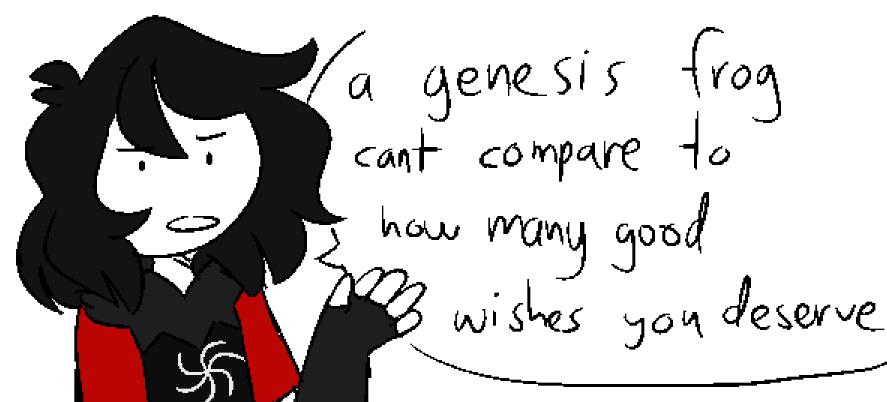 a genesis frog
cant compare to
how many good
wishes you deserve